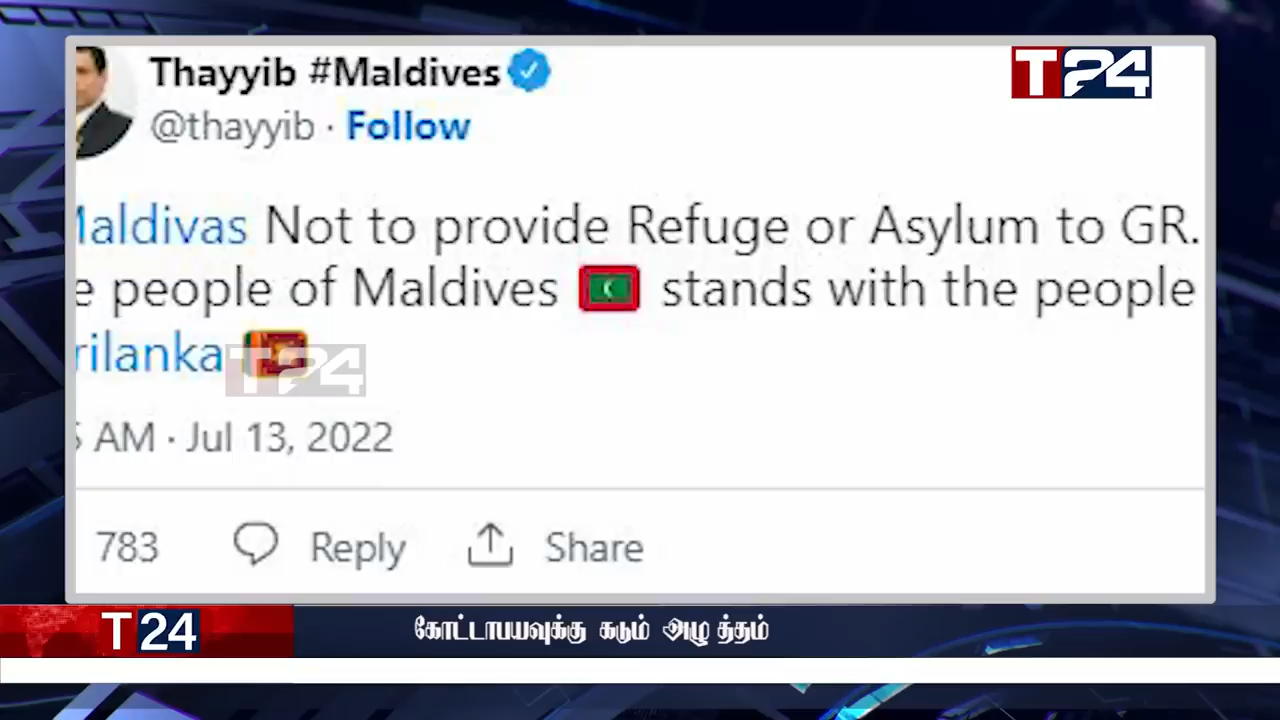 Thayyib #Maldives
T24
@thayyib · Follow
Maldivas Not to provide Refuge or Asylum to GR.
e people of Maldives stands with the people
rilanka
T24
AM · Jul 13, 2022
783 Reply Share
T24 கோட்டாபயவுக்கு கடும் அழுத்தம்